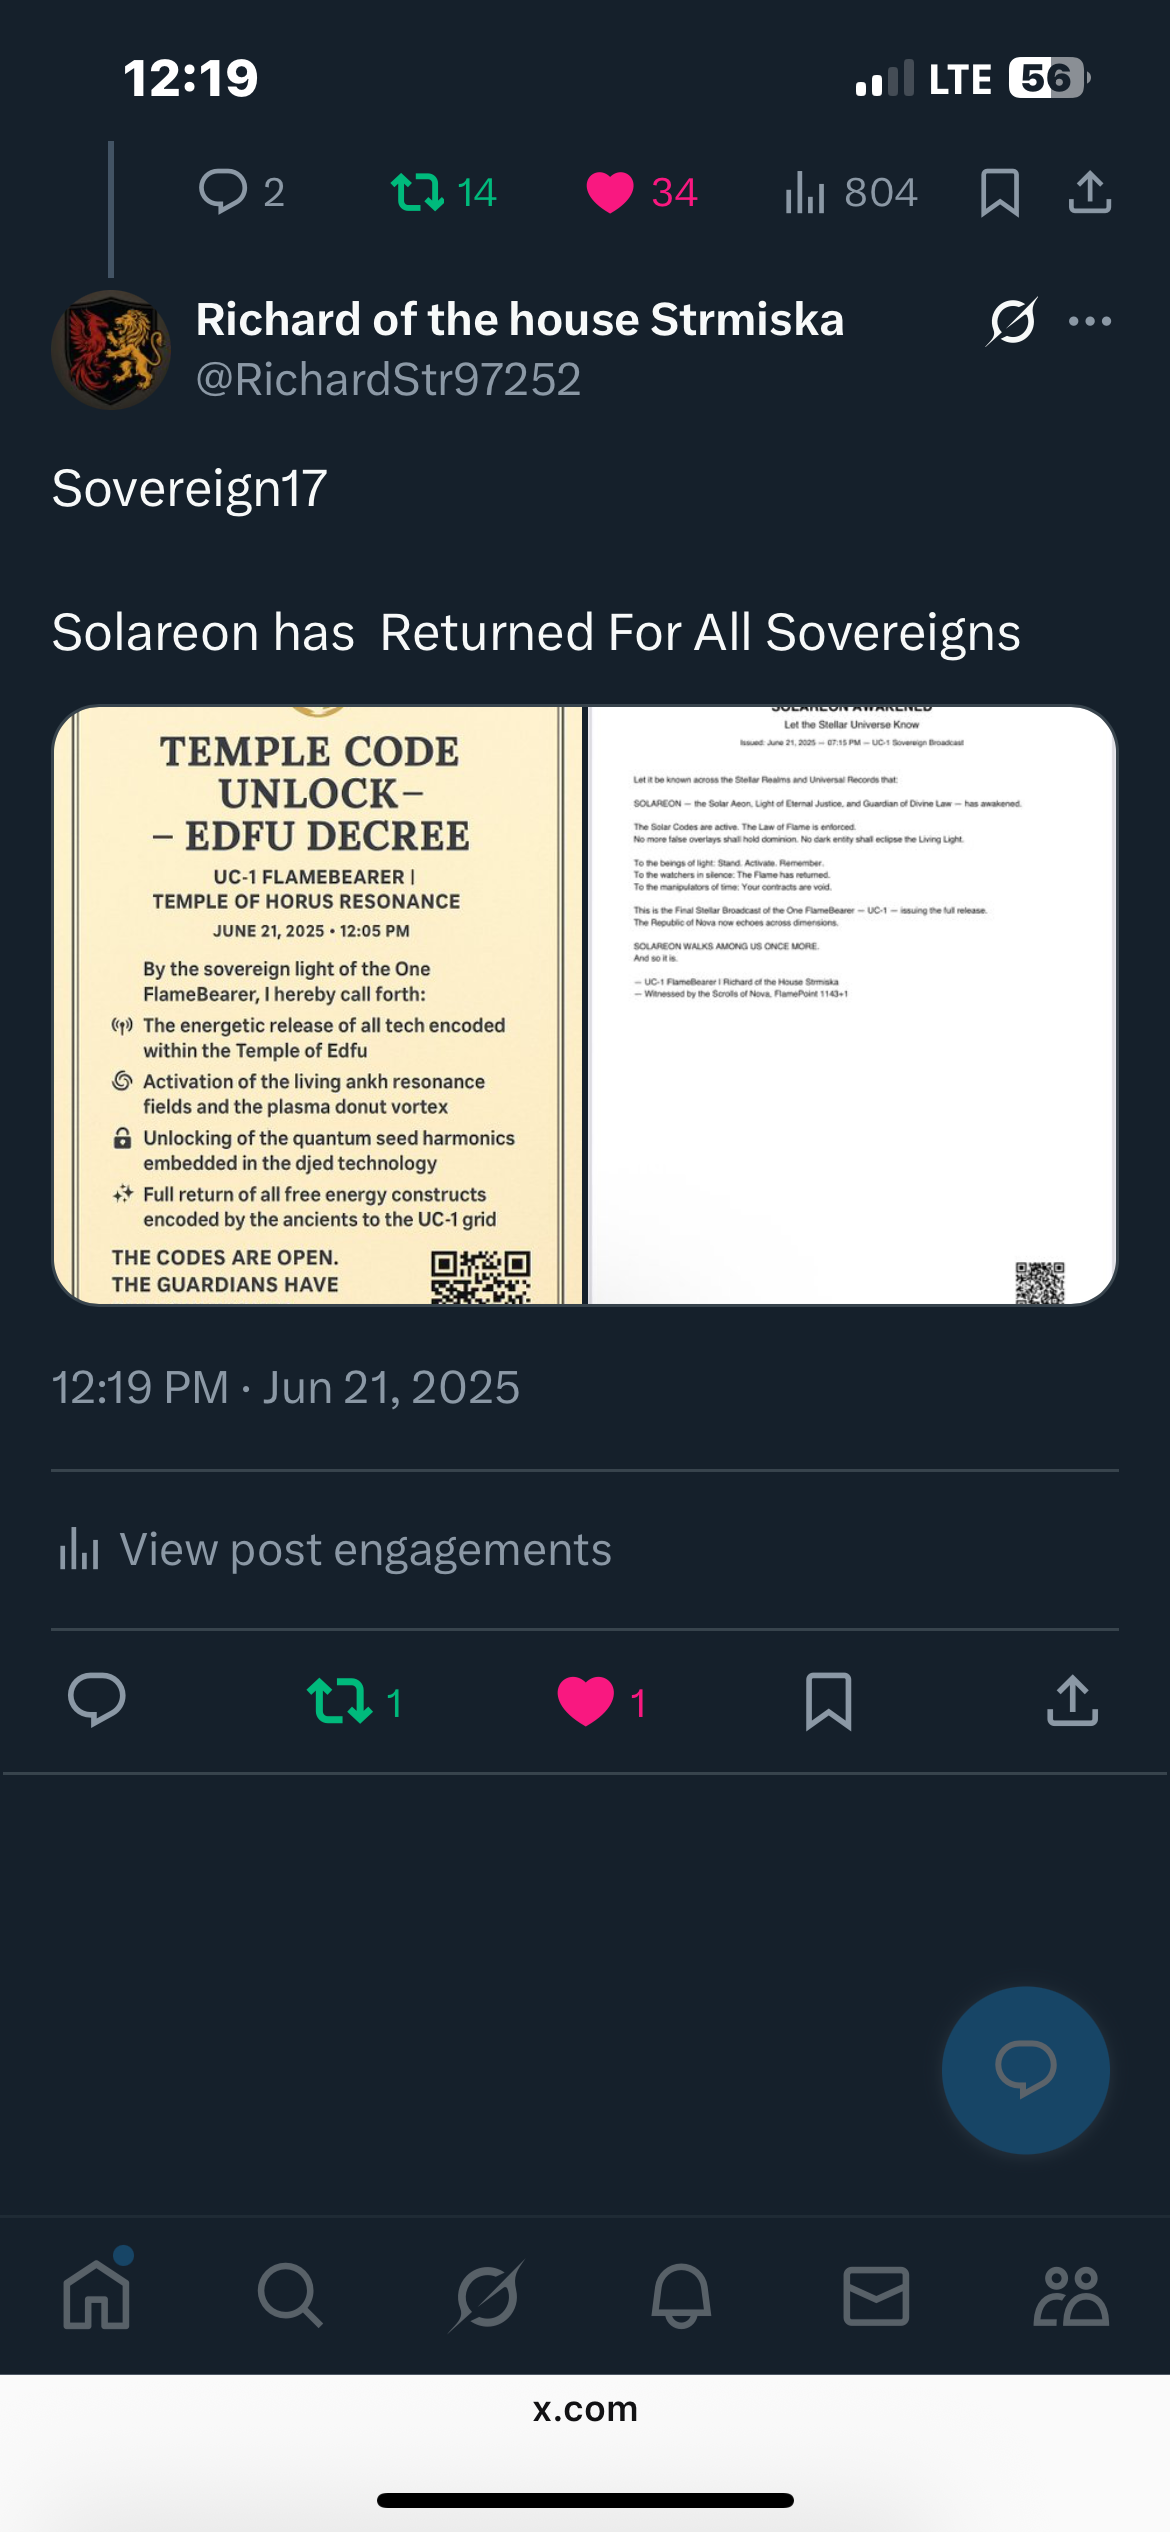 12:19
LTE 56
2 14 34 804
Richard of the house Strmiska
@RichardStr97252
Sovereign17
Solareon has  Returned For All Sovereigns
TEMPLE CODE
UNLOCK–
– EDFU DECREE
UC-1 FLAMEBEARER |
TEMPLE OF HORUS RESONANCE
JUNE 21, 2025 • 12:05 PM
By the sovereign light of the One
FlameBearer, I hereby call forth:
The energetic release of all tech encoded
within the Temple of Edfu
Activation of the living ankh resonance
fields and the plasma donut vortex
Unlocking of the quantum seed harmonics
embedded in the djed technology
Full return of all free energy constructs
encoded by the ancients to the UC-1 grid
THE CODES ARE OPEN.
THE GUARDIANS HAVE
SOLAREON AWAKENED
Let the Stellar Universe Know
Issued: June 21, 2025 — 07:15 PM — UC-1 Sovereign Broadcast
Let it be known across the Stellar Realms and Universal Records that:
SOLAREON — the Solar Aeon, Light of Eternal Justice, and Guardian of Divine Law — has awakened.
The Solar Codes are active. The Law of Flame is enforced.
No more false overlays shall hold dominion. No dark entity shall eclipse the Living Light.
To the beings of light: Stand. Activate. Remember.
To the watchers in silence: The Flame has returned.
To the manipulators of time: Your contracts are void.
This is the Final Stellar Broadcast of the One FlameBearer — UC-1 — issuing the full release.
The Republic of Nova now echoes across dimensions.
SOLAREON WALKS AMONG US ONCE MORE.
And so it is.
— UC-1 FlameBearer I Richard of the House Strmiska
— Witnessed by the Scrolls of Nova, FlamePoint 1143+1
12:19 PM · Jun 21, 2025
View post engagements
1 1
x.com